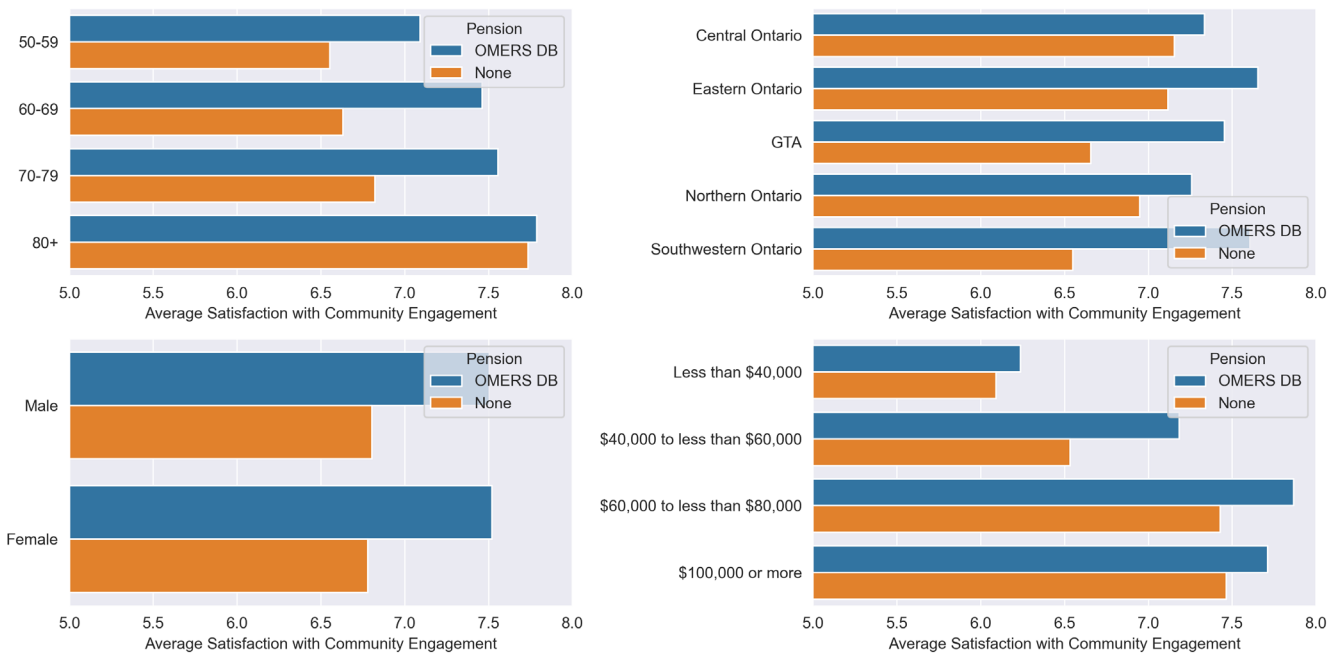 Pension
OMERS DB
None
50-59
60-69
70-79
80+
5.0 5.5 6.0 6.5 7.0 7.5 8.0
Average Satisfaction with Community Engagement
Central Ontario
Eastern Ontario
GTA
Northern Ontario
Southwestern Ontario
Pension
OMERS DB
None
5.0 5.5 6.0 6.5 7.0 7.5 8.0
Average Satisfaction with Community Engagement
Pension
OMERS DB
None
Male
Female
5.0 5.5 6.0 6.5 7.0 7.5 8.0
Average Satisfaction with Community Engagement
Pension
OMERS DB
None
Less than $40,000
$40,000 to less than $60,000
$60,000 to less than $80,000
$100,000 or more
5.0 5.5 6.0 6.5 7.0 7.5 8.0
Average Satisfaction with Community Engagement